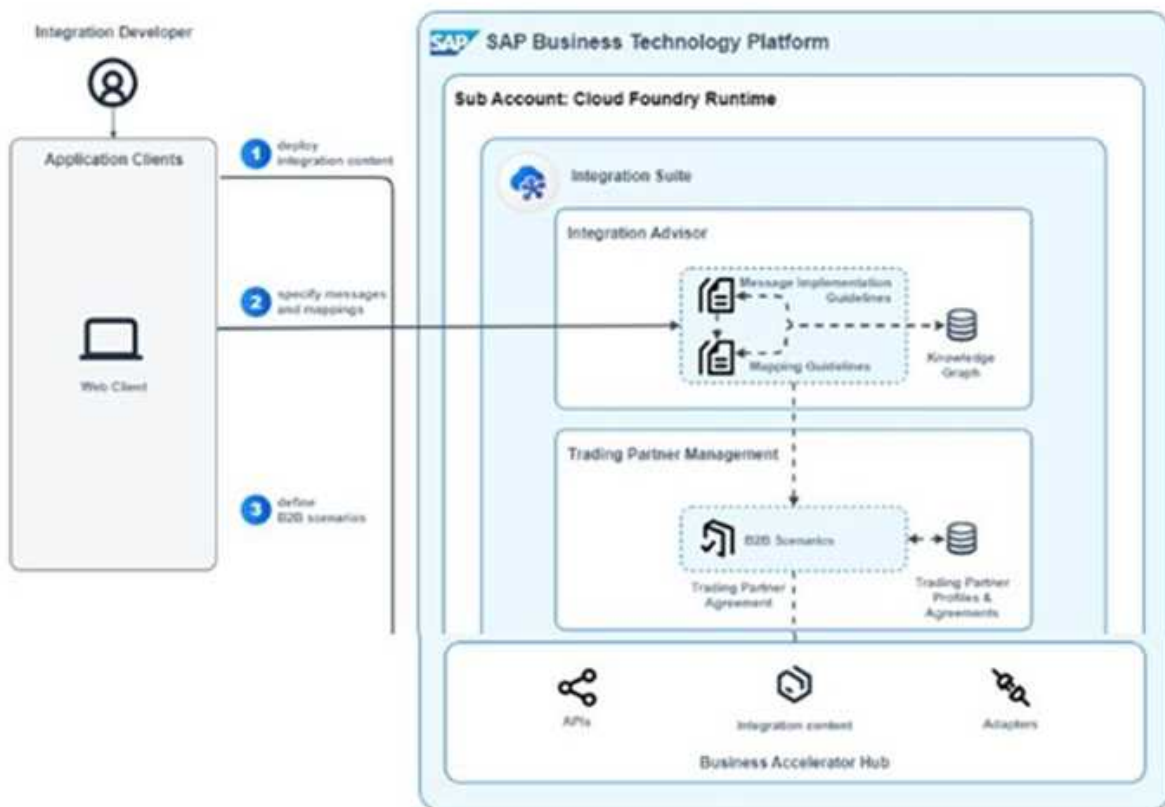 Integration Developer
SAP SAP Business Technology Platform
Sub Account: Cloud Foundry Runtime
Application Clients
1 deploy
integration content
Integration Suite
Integration Advisor
Message Implementation
Guidelines
2 specify messages
and mappings
Knowledge
Graph
Mapping Guidelines
Web Client
Trading Partner Management
3 define
B2B scenarios
B2B Scenarios
Trading Partner
Agreement
Trading Partner
Profiles &
Agreements
APIs
Integration content
Adapters
Business Accelerator Hub